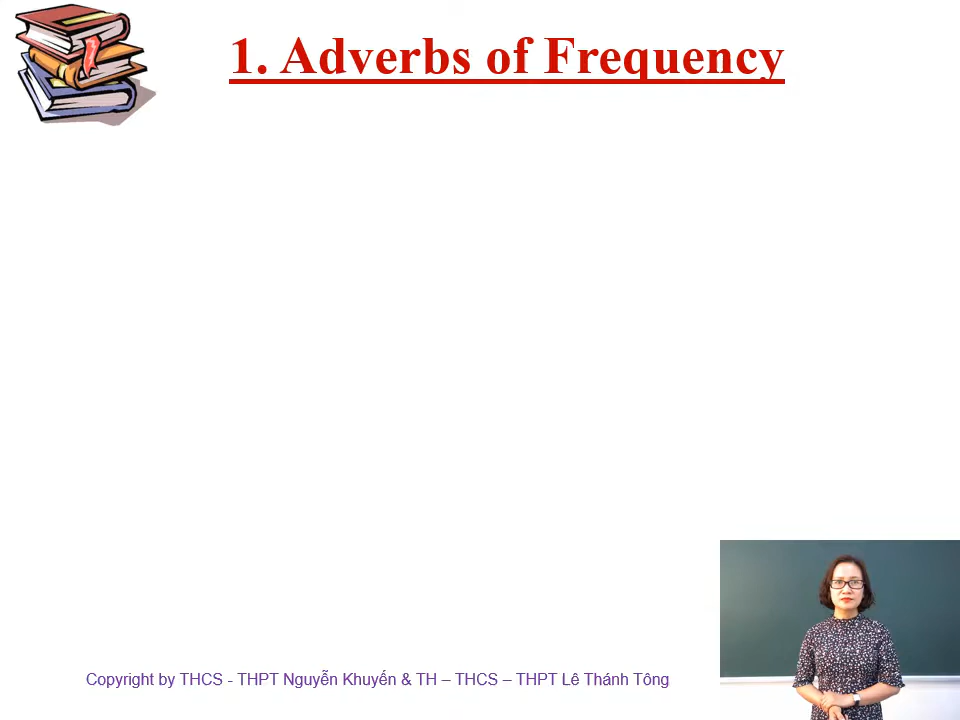 1. Adverbs of Frequency
Copyright by THCS - THPT Nguyễn Khuyến & TH – THCS – THPT Lê Thánh Tông